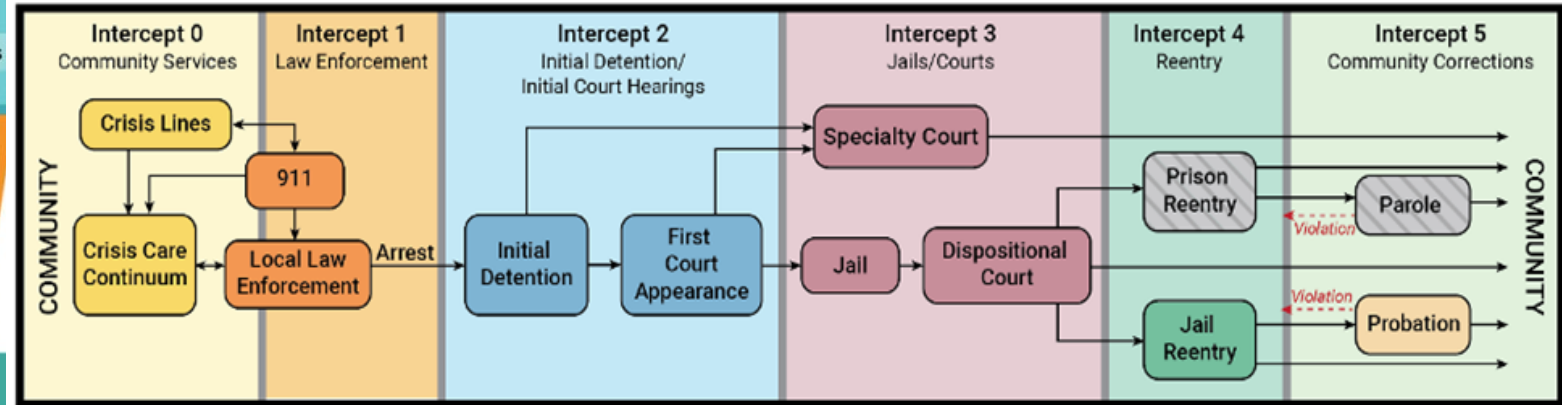 Intercept 0
Community Services
Intercept 1
Law Enforcement
Intercept 2
Initial Detention/
Initial Court Hearings
Intercept 3
Jails/Courts
Intercept 4
Reentry
Intercept 5
Community Corrections
COMMUNITY
Crisis Lines
911
Crisis Care
Continuum
Local Law
Enforcement
Arrest
Initial
Detention
First
Court
Appearance
Specialty Court
Jail
Dispositional
Court
Prison
Reentry
Parole
Violation
Jail
Reentry
Violation
Probation
COMMUNITY